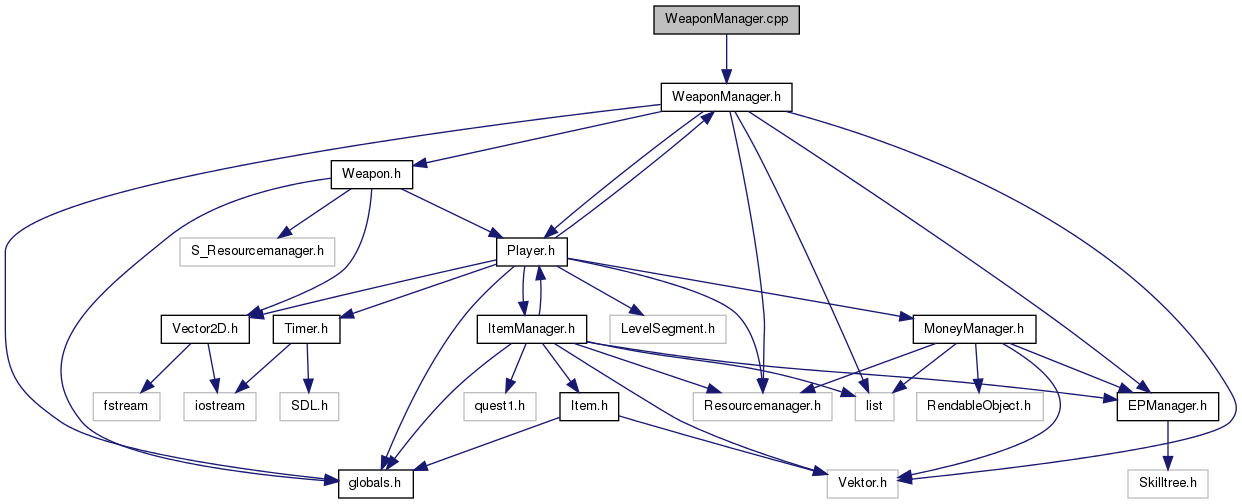 WeaponManager.cpp
WeaponManager.h
Weapon.h
S_Resourcemanager.h
Player.h
Vector2D.h
Timer.h
ItemManager.h
LevelSegment.h
MoneyManager.h
fstream
iostream
SDL.h
quest1.h
Item.h
Resourcemanager.h
list
RendableObject.h
EPManager.h
globals.h
Vektor.h
Skilltree.h